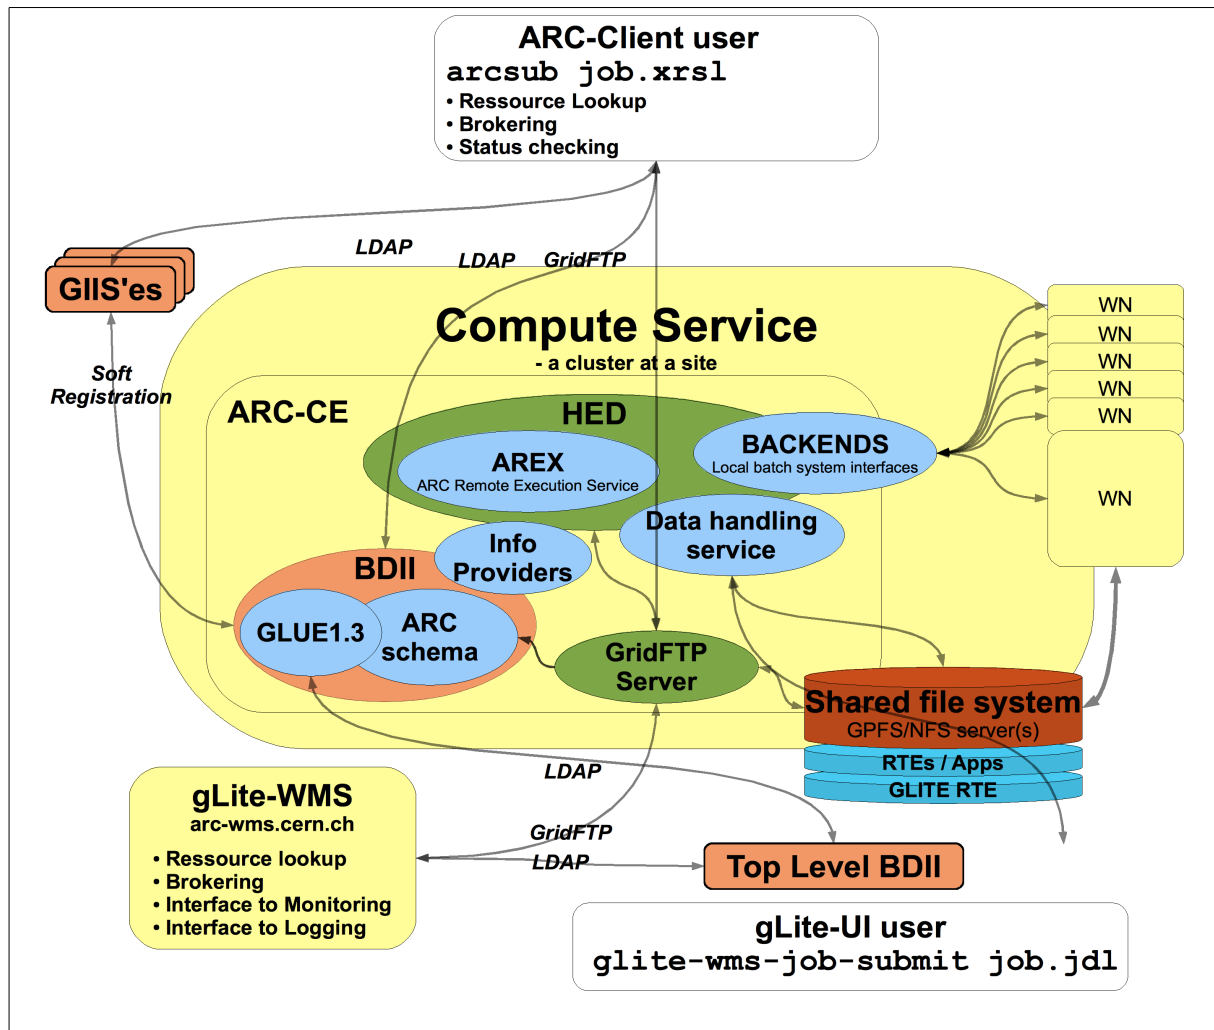 ARC-Client user
arcsub job.xrsl
• Ressource Lookup
• Brokering
• Status checking
LDAP
LDAP
GridFTP
GIIS'es
Compute Service
- a cluster at a site
WN
WN
WN
WN
WN
WN
Soft
Registration
ARC-CE
HED
AREX
ARC Remote Execution Service
BACKENDS
Local batch system interfaces
Data handling
service
Info
Providers
BDII
GLUE1.3
ARC
schema
GridFTP
Server
Shared file system
GPFS/NFS server(s)
RTEs / Apps
GLITE RTE
LDAP
gLite-WMS
arc-wms.cern.ch
• Ressource lookup
• Brokering
• Interface to Monitoring
• Interface to Logging
GridFTP
LDAP
Top Level BDII
gLite-UI user
glite-wms-job-submit job.jdl